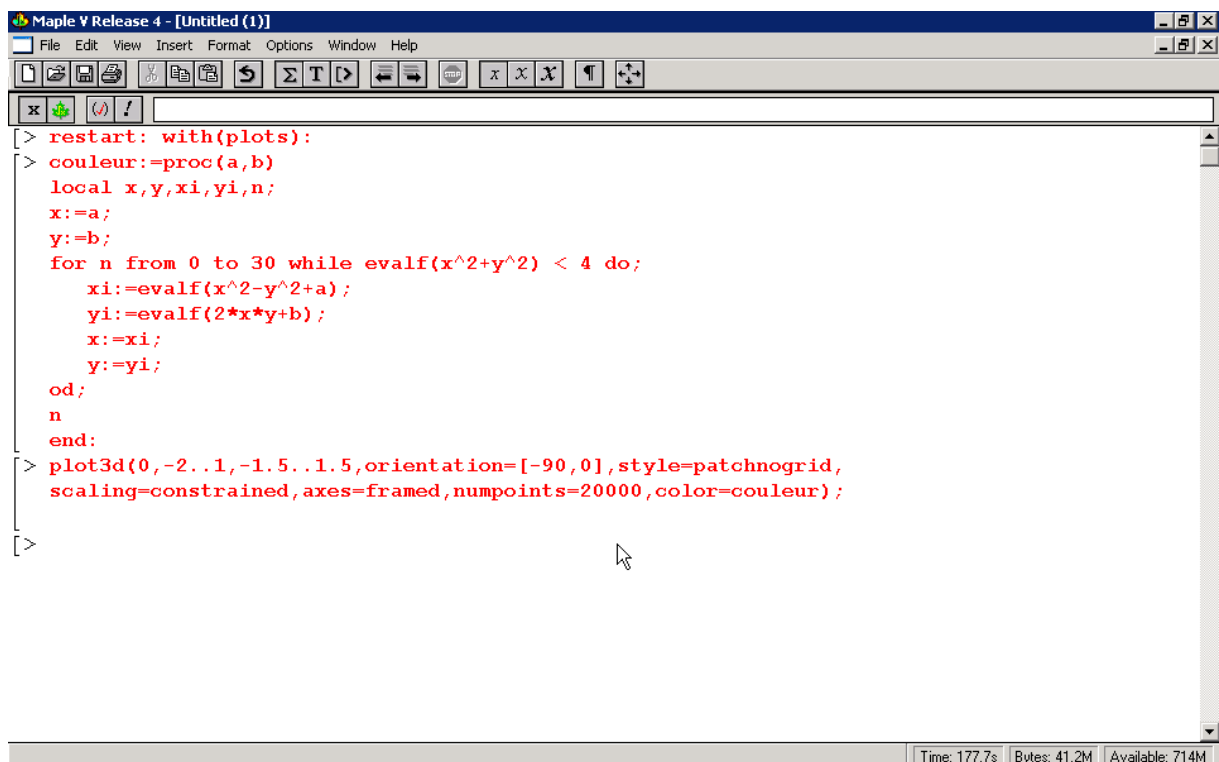 Maple V Release 4 - [Untitled (1)]
File Edit View Insert Format Options Window Help
Σ T [> STOP x x x ¶
x (√) !
[> restart: with(plots):
[> couleur:=proc(a,b)
local x,y,xi,yi,n;
x:=a;
y:=b;
for n from 0 to 30 while evalf(x^2+y^2) < 4 do;
xi:=evalf(x^2-y^2+a);
yi:=evalf(2*x*y+b);
x:=xi;
y:=yi;
od;
n
end:
[> plot3d(0,-2..1,-1.5..1.5,orientation=[-90,0],style=patchnogrid,
scaling=constrained,axes=framed,numpoints=20000,color=couleur);
[>
Time: 177.7s Bytes: 41.2M Available: 714M